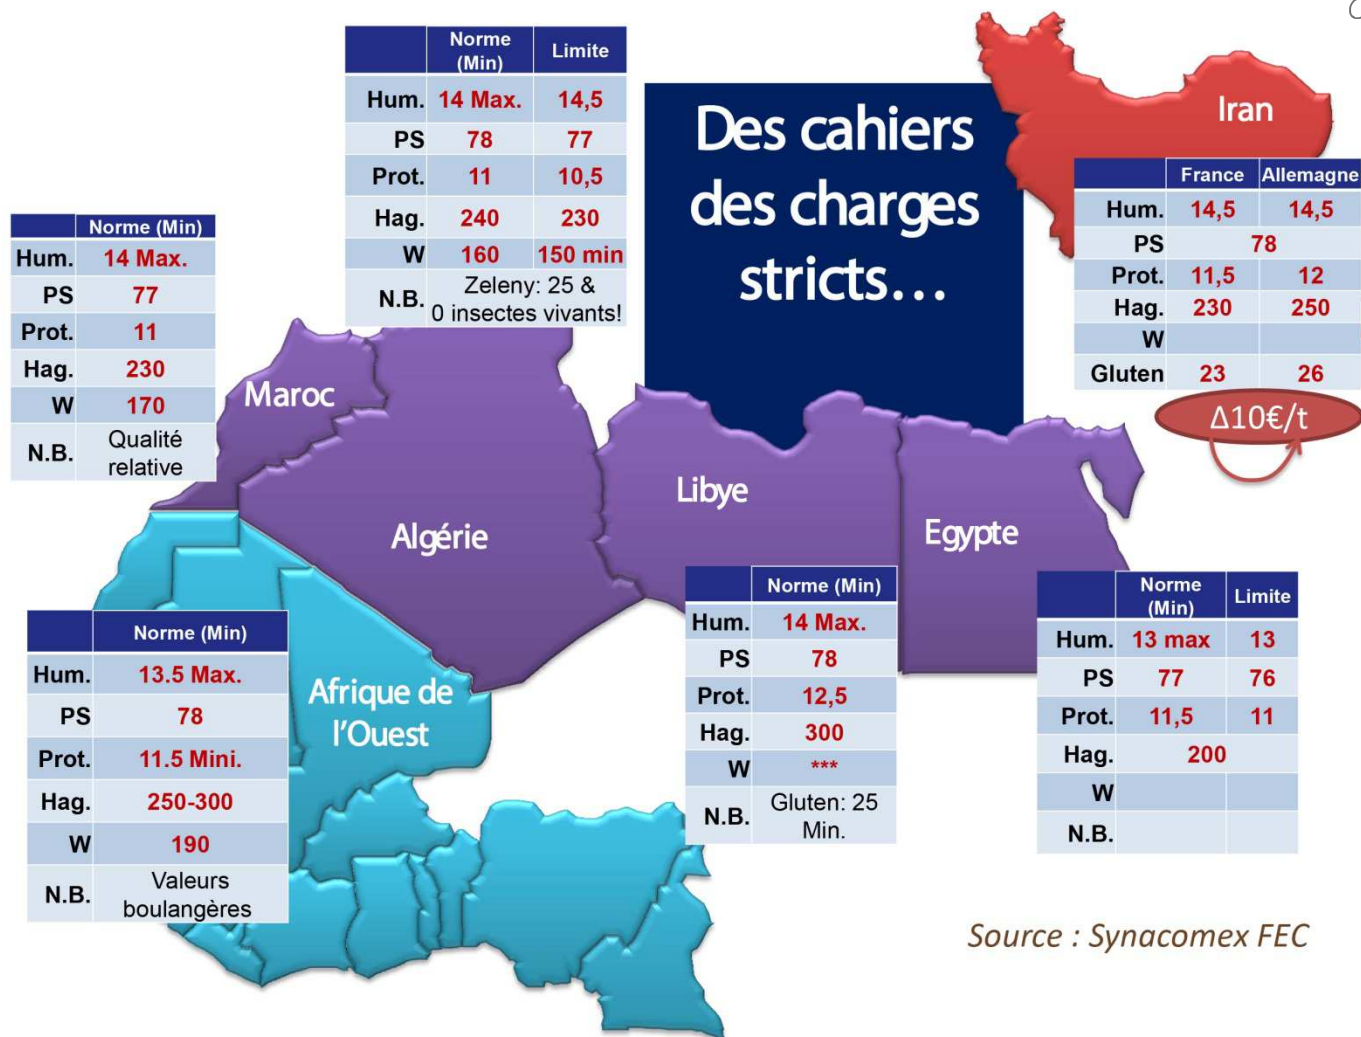 Des cahiers
des charges
stricts...
Norme (Min) Limite
Hum. 14 Max. 14,5
PS 78 77
Prot. 11 10,5
Hag. 240 230
W 160 150 min
N.B. Zeleny: 25 &
0 insectes vivants!
Norme (Min)
Hum. 14 Max.
PS 77
Prot. 11
Hag. 230
W 170
N.B. Qualité
relative
Iran
France Allemagne
Hum. 14,5 14,5
PS 78
Prot. 11,5 12
Hag. 230 250
W
Gluten 23 26
Δ10€/t
Maroc
Algérie
Libye
Egypte
Afrique de
l'Ouest
Norme (Min)
Hum. 13.5 Max.
PS 78
Prot. 11.5 Mini.
Hag. 250-300
W 190
N.B. Valeurs
boulangères
Norme (Min)
Hum. 14 Max.
PS 78
Prot. 12,5
Hag. 300
W ***
N.B. Gluten: 25
Min.
Norme
(Min) Limite
Hum. 13 max 13
PS 77 76
Prot. 11,5 11
Hag. 200
W
N.B.
Source : Synacomex FEC